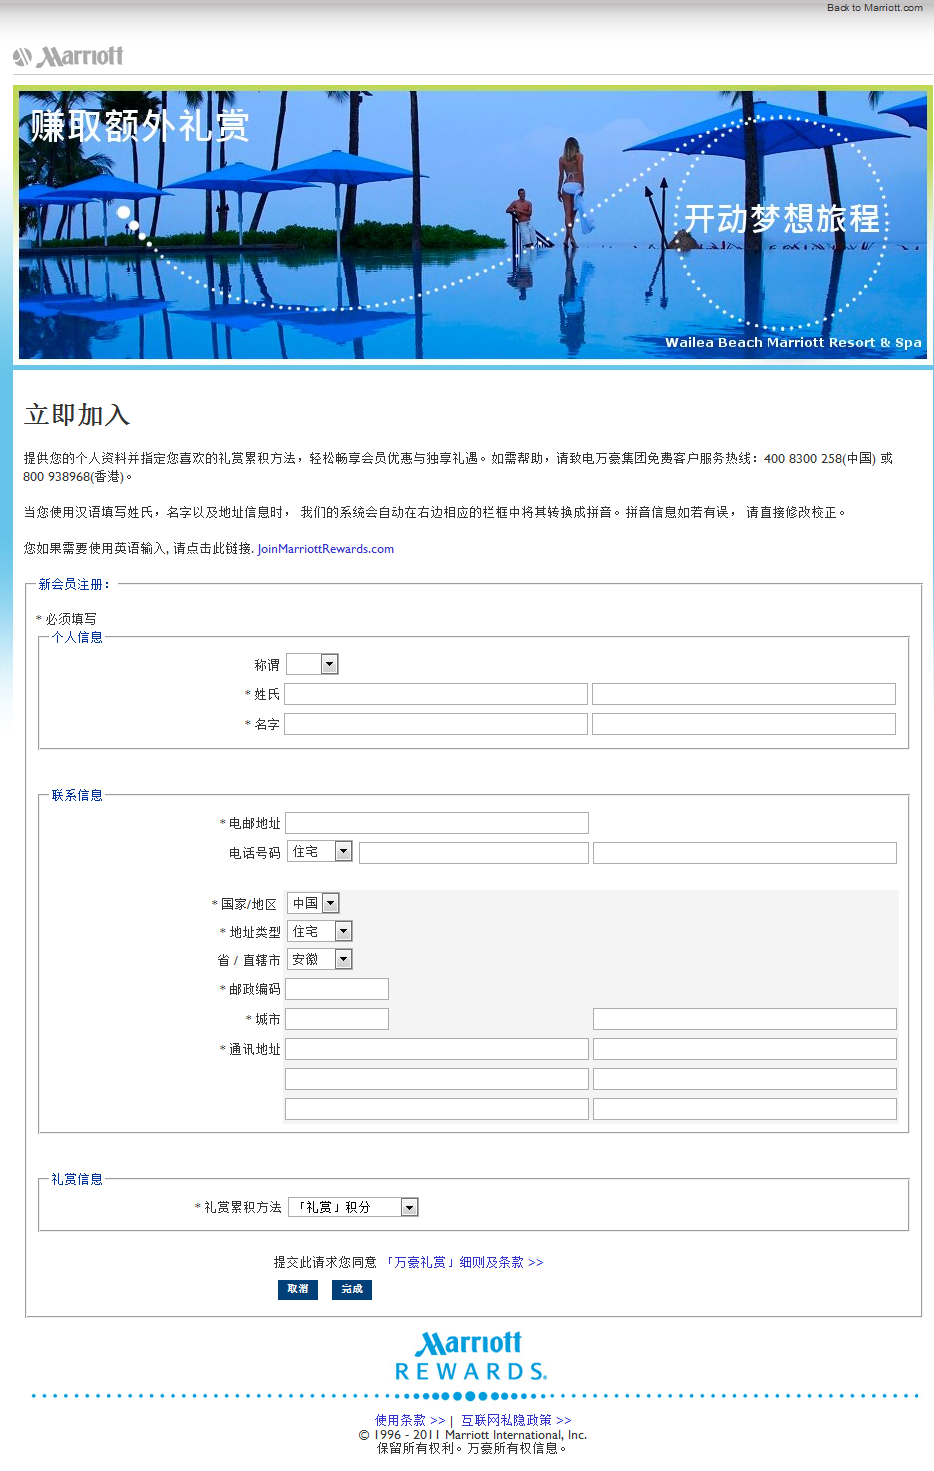 Back to Marriott.com
Marriott
赚取额外礼赏
开动梦想旅程
Wailea Beach Marriott Resort & Spa
立即加入
提供您的个人资料并指定您喜欢的礼赏累积方法，轻松畅享会员优惠与独享礼遇。如需帮助，请致电万豪集团免费客户服务热线：400 8300 258(中国) 或
800 938968(香港)。
当您使用汉语填写姓氏，名字以及地址信息时， 我们的系统会自动在右边相应的栏框中将其转换成拼音。拼音信息如若有误， 请直接修改校正。
您如果需要使用英语输入, 请点击此链接. JoinMarriottRewards.com
新会员注册：
* 必须填写
个人信息
称谓
* 姓氏
* 名字
联系信息
* 电邮地址
电话号码 住宅
* 国家/地区 中国
* 地址类型 住宅
省 / 直辖市 安徽
* 邮政编码
* 城市
* 通讯地址
礼赏信息
* 礼赏累积方法 「礼赏」积分
提交此请求您同意 「万豪礼赏」细则及条款 >>
取消 完成
Marriott
REWARDS.
使用条款 >> | 互联网私隐政策 >>
© 1996 - 2011 Marriott International, Inc.
保留所有权利。万豪所有权信息。